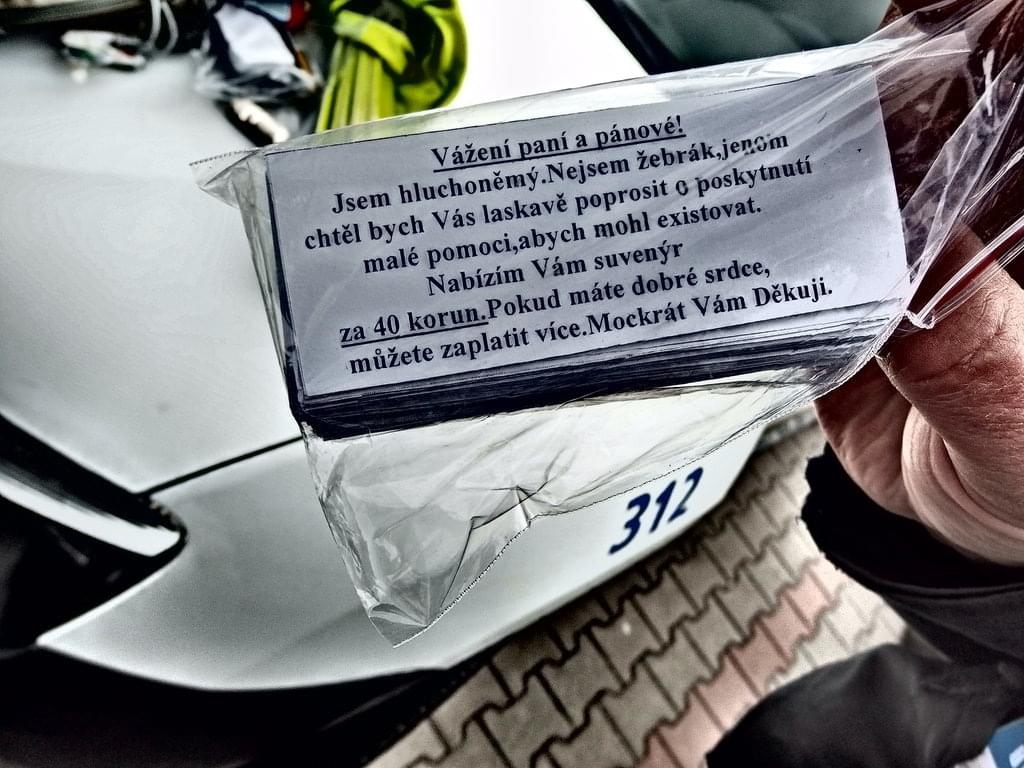 Vážení paní a pánové!
Jsem hluchoněmý.Nejsem žebrák,jenom
chtěl bych Vás laskavě poprosit o poskytnutí
malé pomoci,abych mohl existovat.
Nabízím Vám suvenýr
za 40 korun.Pokud máte dobré srdce,
můžete zaplatit více.Mockrát Vám Děkuji.
312